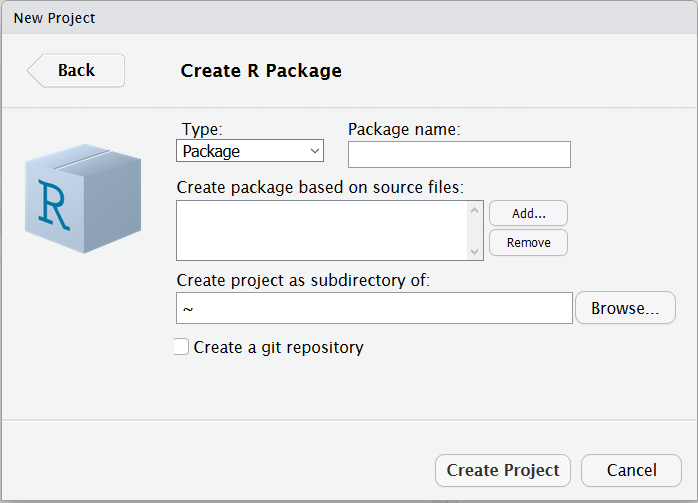 New Project
Back
Create R Package
Type:
Package name:
Package
R
Create package based on source files:
Add...
Remove
Create project as subdirectory of:
~
Browse...
Create a git repository
Create Project
Cancel